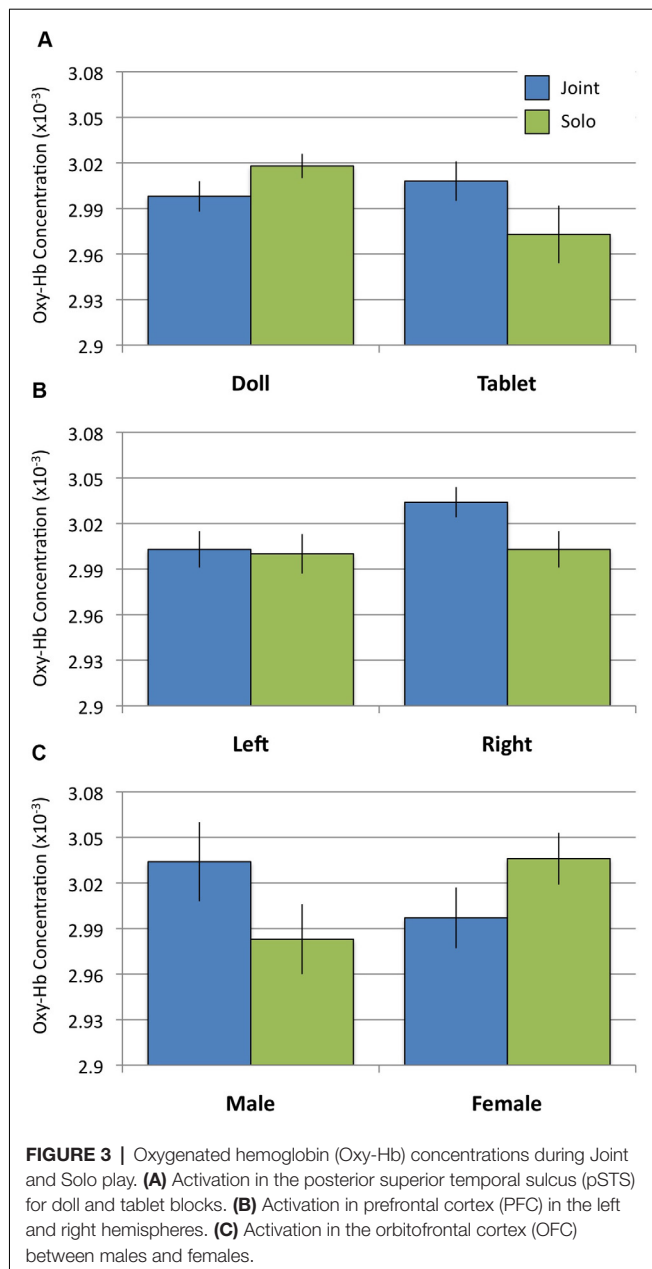 A
Oxy-Hb Concentration (x10⁻³)
3.08
3.05
3.02
2.99
2.96
2.93
2.9
Joint
Solo
Doll Tablet
B
Oxy-Hb Concentration (x10⁻³)
3.08
3.05
3.02
2.99
2.96
2.93
2.9
Left Right
C
Oxy-Hb Concentration (x10⁻³)
3.08
3.05
3.02
2.99
2.96
2.93
2.9
Male Female
FIGURE 3 | Oxygenated hemoglobin (Oxy-Hb) concentrations during Joint
and Solo play. (A) Activation in the posterior superior temporal sulcus (pSTS)
for doll and tablet blocks. (B) Activation in prefrontal cortex (PFC) in the left
and right hemispheres. (C) Activation in the orbitofrontal cortex (OFC)
between males and females.